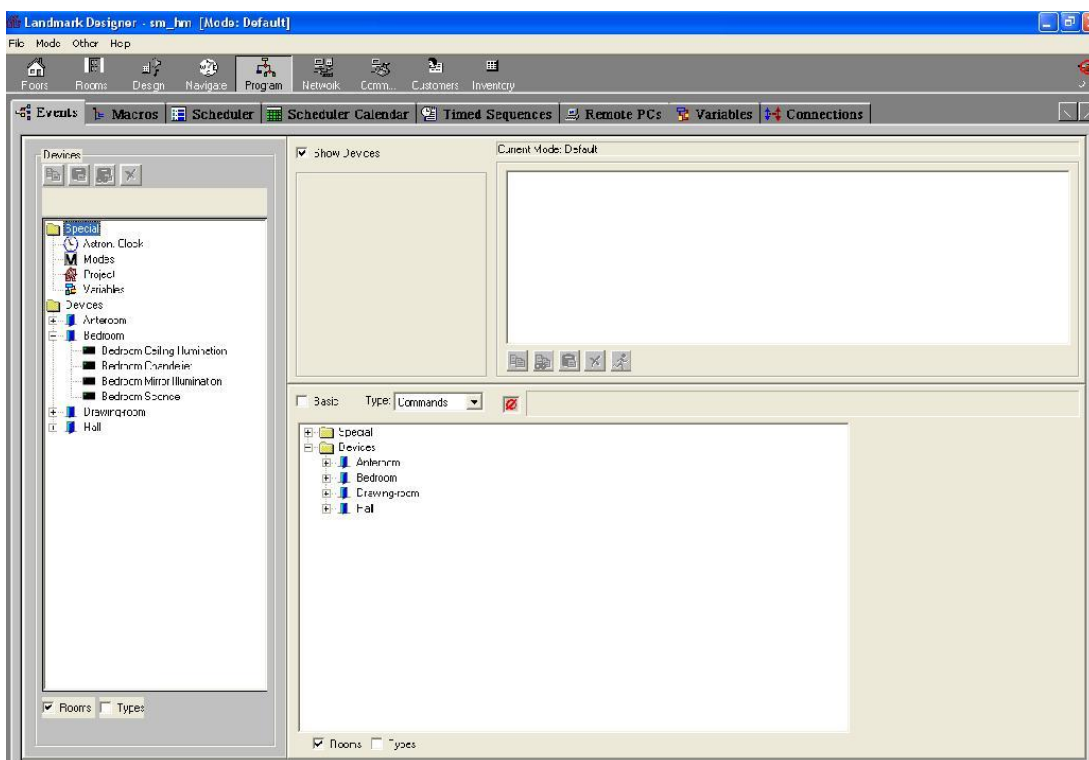 Landmark Designer - sm_hm [Mode: Default]
File Mode Other Help
Floors Rooms Design Navigate Program Network Comm... Customers Inventory
Events Macros Scheduler Scheduler Calendar Timed Sequences Remote PCs Variables Connections
Devices
Special
Astron. Clock
Modes
Project
Variables
Devices
Anteroom
Bedroom
Bedroom Ceiling Illumination
Bedroom Chandelier
Bedroom Mirror Illumination
Bedroom Sconce
Drawing-room
Hall
Rooms Types
Show Devices
Current Mode: Default
Basic Type: Commands
Special
Devices
Anteroom
Bedroom
Drawing-room
Hall
Rooms Types